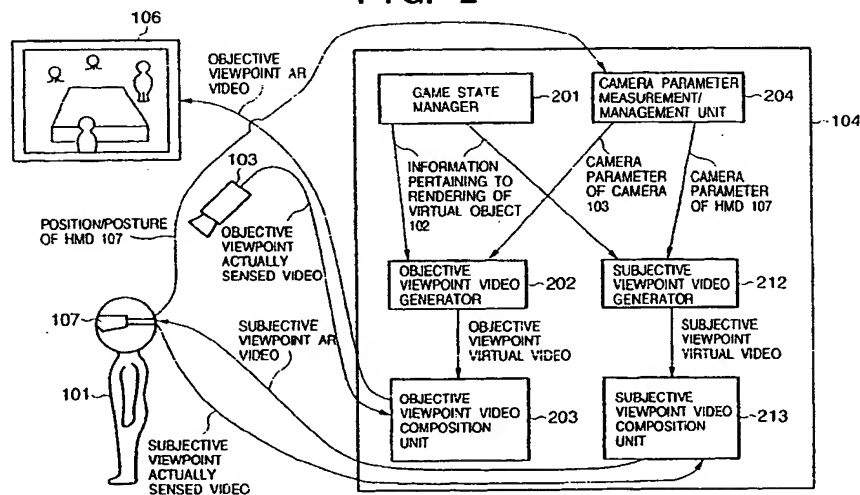 FIG.
106
OBJECTIVE
VIEWPOINT AR
VIDEO
GAME STATE
MANAGER
201
CAMERA PARAMETER
MEASUREMENT/
MANAGEMENT UNIT
204
104
103
INFORMATION
PERTAINING TO
RENDERING OF
VIRTUAL OBJECT
102
CAMERA
PARAMETER
OF CAMERA
103
CAMERA
PARAMETER
OF HMD 107
POSITION/POSTURE
OF HMD 107
OBJECTIVE
VIEWPOINT
ACTUALLY
SENSED VIDEO
OBJECTIVE
VIEWPOINT VIDEO
GENERATOR
202
SUBJECTIVE
VIEWPOINT VIDEO
GENERATOR
212
107
SUBJECTIVE
VIEWPOINT AR
VIDEO
OBJECTIVE
VIEWPOINT
VIRTUAL VIDEO
SUBJECTIVE
VIEWPOINT
VIRTUAL VIDEO
101
OBJECTIVE
VIEWPOINT VIDEO
COMPOSITION
UNIT
203
SUBJECTIVE
VIEWPOINT VIDEO
COMPOSITION
UNIT
213
SUBJECTIVE
VIEWPOINT
ACTUALLY
SENSED VIDEO